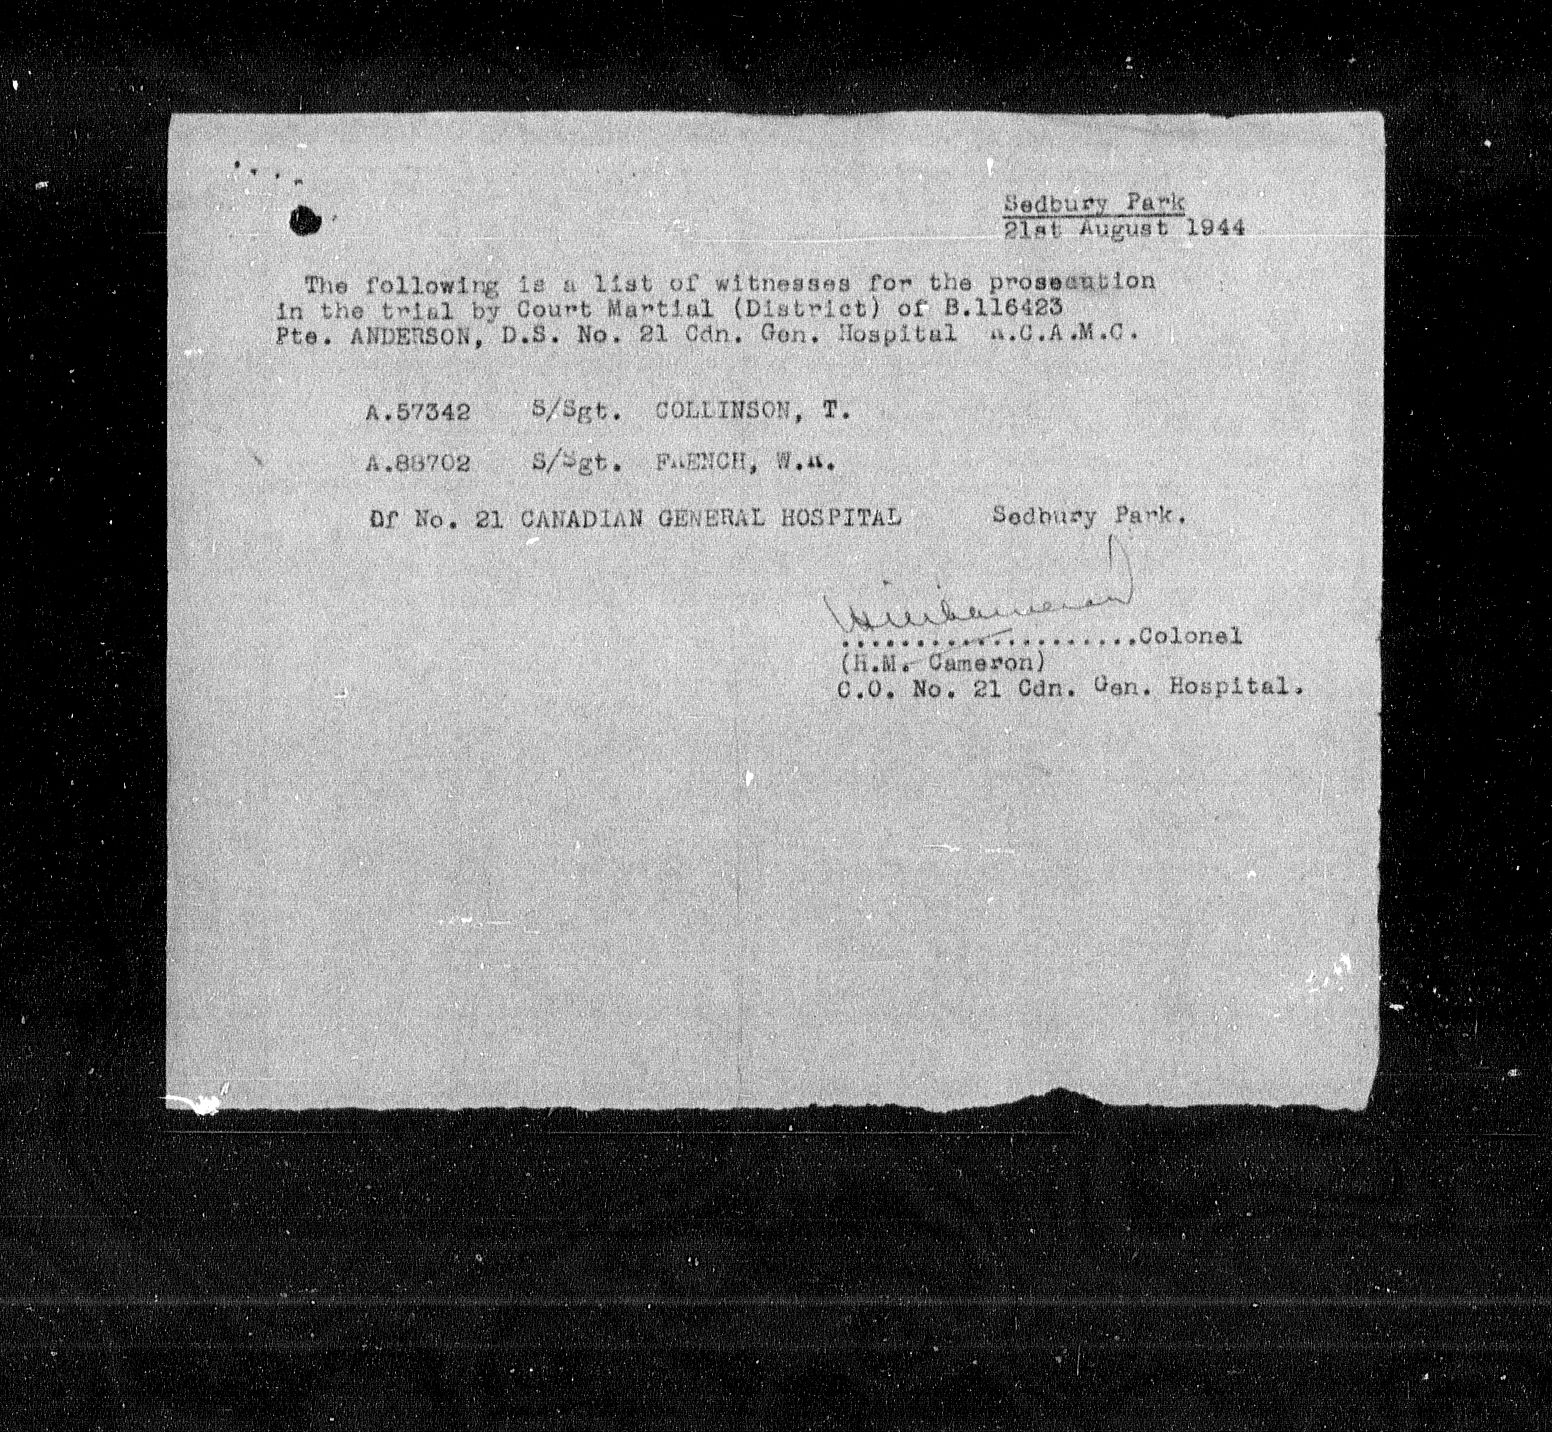 Sedbury Park
21st August 1944
The following is a list of witnesses for the prosecution
in the trial by Court Martial (District) of B.116423
Pte. ANDERSON, D.S. No. 21 Cdn. Gen. Hospital R.C.A.M.C.
A.57342 S/Sgt. COLLINSON, T.
A.88702 S/Sgt. FRENCH, W.R.
Of No. 21 CANADIAN GENERAL HOSPITAL Sedbury Park.
....................Colonel
(H.M. Cameron)
C.O. No. 21 Cdn. Gen. Hospital.